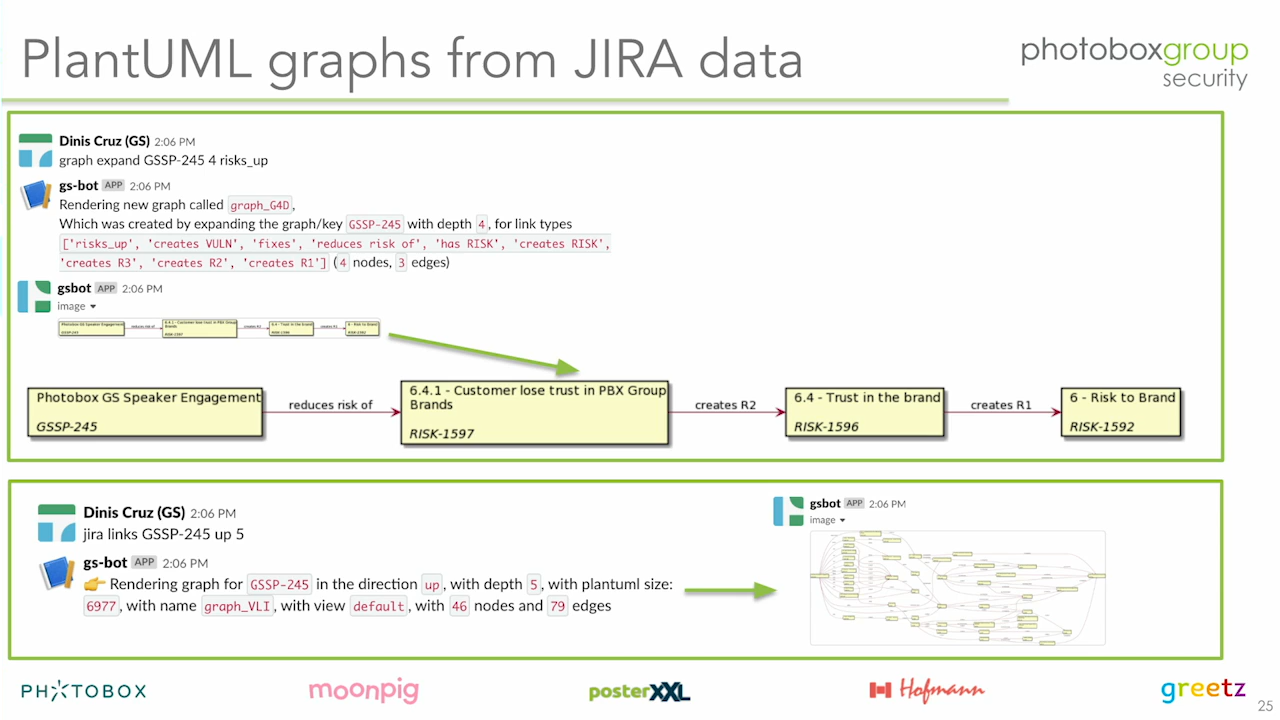 PlantUML graphs from JIRA data
photoboxgroup
security
Dinis Cruz (GS) 2:06 PM
graph expand GSSP-245 4 risks_up
gs-bot APP 2:06 PM
Rendering new graph called graph_G4D,
Which was created by expanding the graph/key GSSP-245 with depth 4, for link types
['risks_up', 'creates VULN', 'fixes', 'reduces risk of', 'has RISK', 'creates RISK',
'creates R3', 'creates R2', 'creates R1'] (4 nodes, 3 edges)
gsbot APP 2:06 PM
image
Photobox GS Speaker Engagement
GSSP-245
reduces risk of
6.4.1 - Customer lose trust in PBX Group
Brands
RISK-1597
creates R2
6.4 - Trust in the brand
RISK-1596
creates R1
6 - Risk to Brand
RISK-1592
Dinis Cruz (GS) 2:06 PM
jira links GSSP-245 up 5
gs-bot APP 2:06 PM
👉 Rendering graph for GSSP-245 in the direction up, with depth 5, with plantuml size:
6977, with name graph_VLI, with view default, with 46 nodes and 79 edges
gsbot APP 2:06 PM
image
PHOTOBOX
moonpig
posterXXL
Hofmann
greetz
25